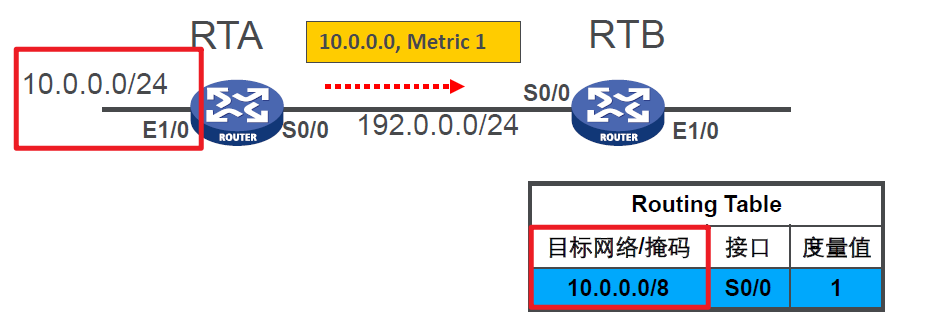 RTA
10.0.0.0, Metric 1
RTB
10.0.0.0/24
E1/0
ROUTER
S0/0
192.0.0.0/24
S0/0
ROUTER
E1/0
Routing Table
目标网络/掩码 接口 度量值
10.0.0.0/8 S0/0 1